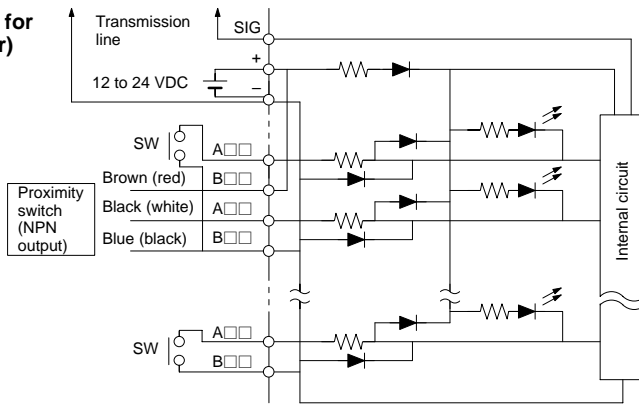 for
r)
Transmission
line
SIG
+
12 to 24 VDC
–
SW
A□□
Brown (red)
B□□
Proximity
switch
(NPN
output)
Black (white)
A□□
Blue (black)
B□□
SW
A□□
B□□
Internal circuit